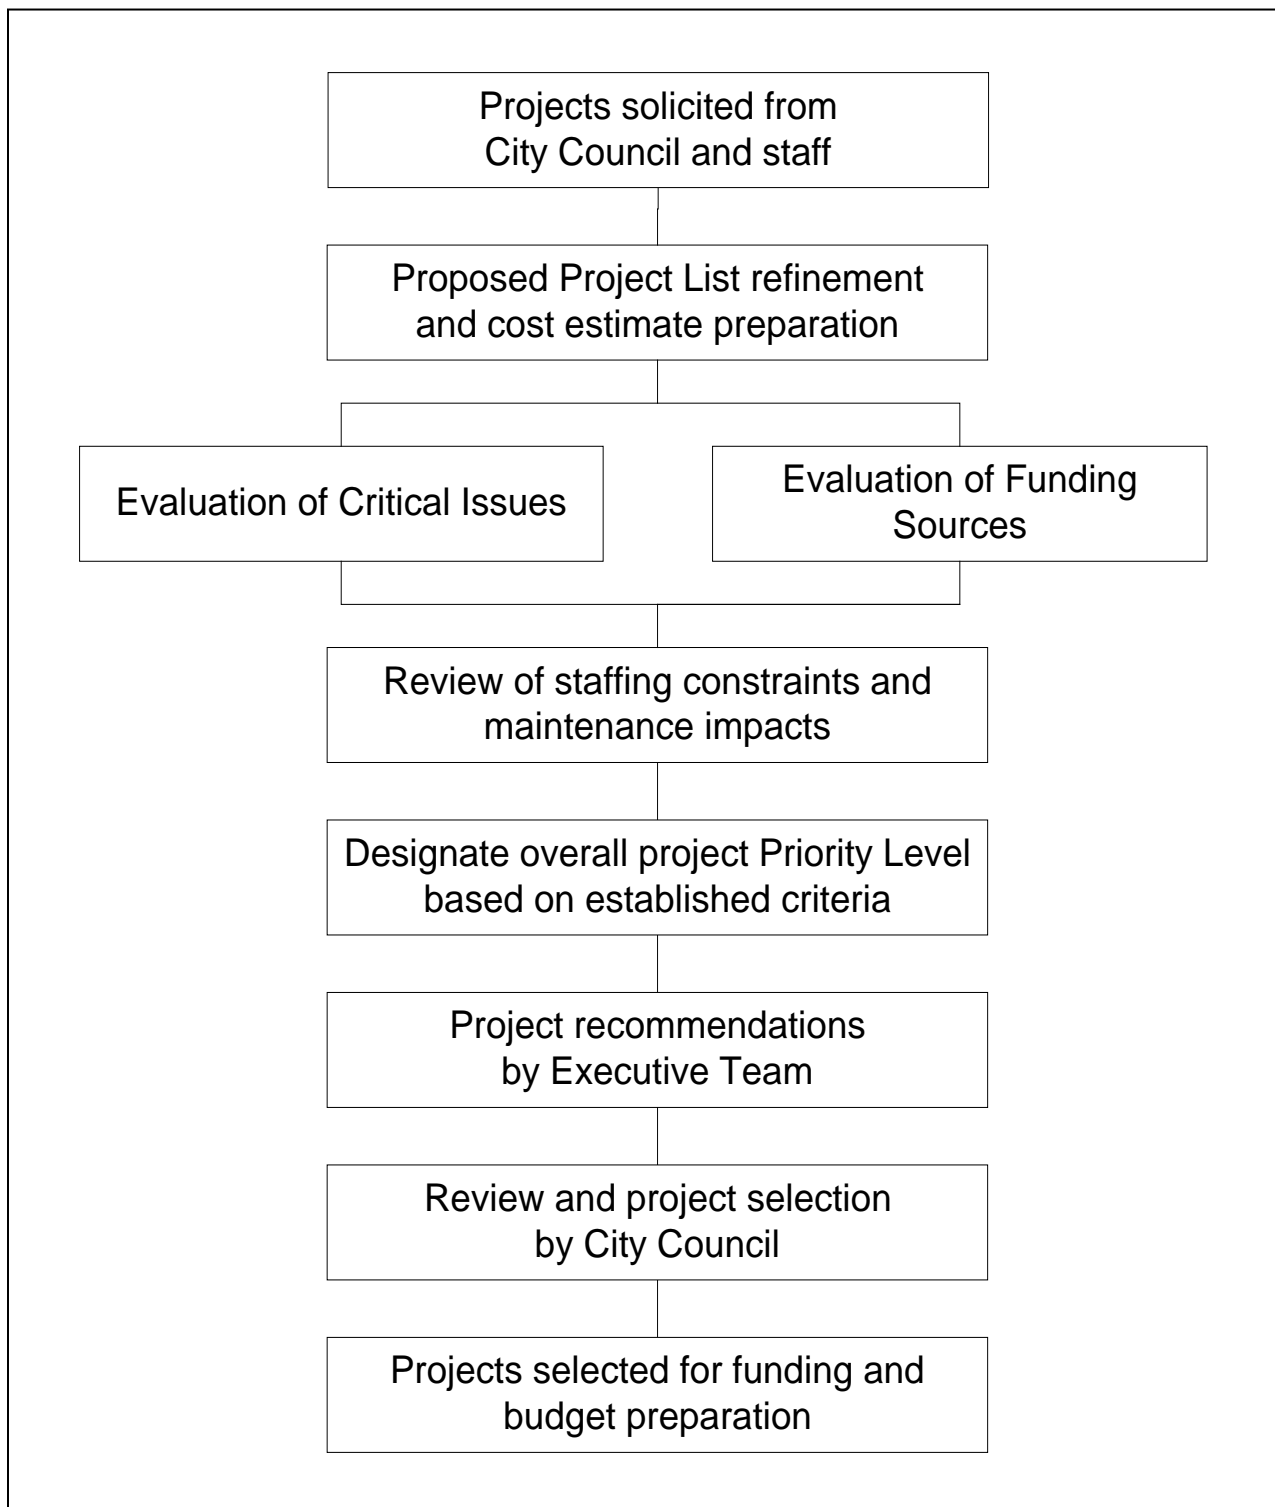 Projects solicited from
City Council and staff
Proposed Project List refinement
and cost estimate preparation
Evaluation of Critical Issues
Evaluation of Funding
Sources
Review of staffing constraints and
maintenance impacts
Designate overall project Priority Level
based on established criteria
Project recommendations
by Executive Team
Review and project selection
by City Council
Projects selected for funding and
budget preparation